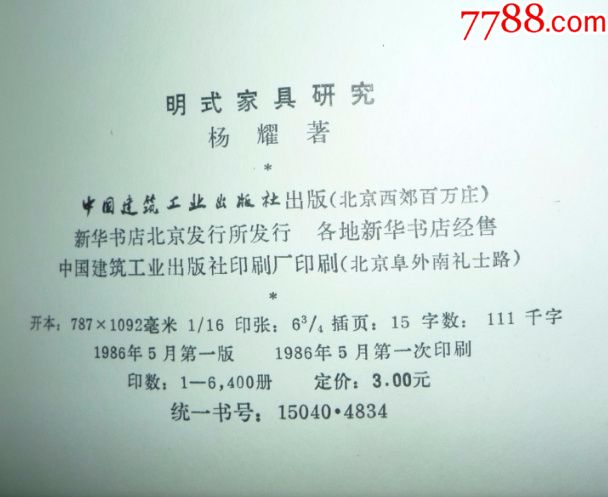 7788.com
明式家具研究
杨耀著
*
中国建筑工业出版社出版(北京西郊百万庄)
新华书店北京发行所发行 各地新华书店经售
中国建筑工业出版社印刷厂印刷(北京阜外南礼士路)
*
开本：787×1092毫米 1/16 印张：6³/₄ 插页：15 字数：111 千字
1986年5月第一版 1986年5月第一次印刷
印数：1—6,400册 定价：3.00元
统一书号：15040·4834